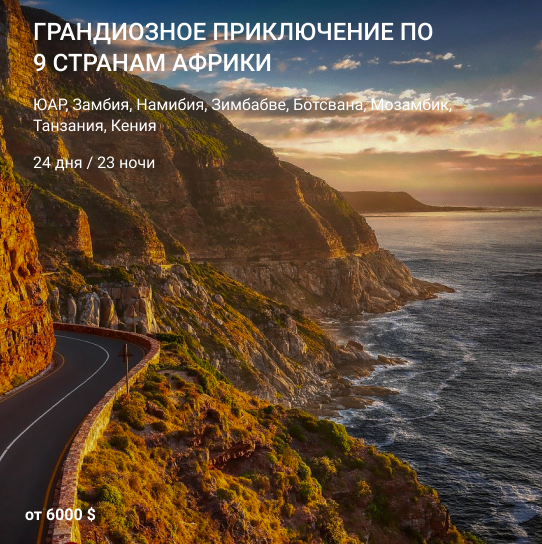 ГРАНДИОЗНОЕ ПРИКЛЮЧЕНИЕ ПО
9 СТРАНАМ АФРИКИ
ЮАР, Замбия, Намибия, Зимбабве, Ботсвана, Мозамбик,
Танзания, Кения
24 дня / 23 ночи
от 6000 $